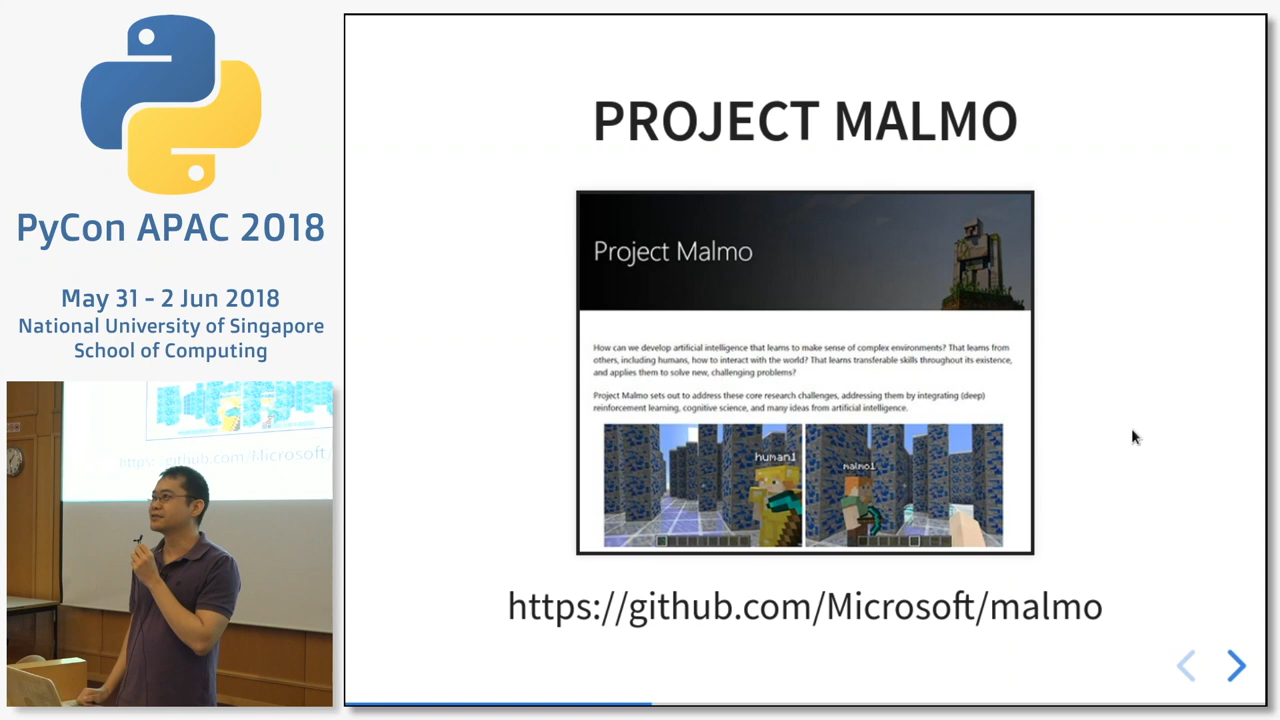 PyCon APAC 2018
May 31 - 2 Jun 2018
National University of Singapore
School of Computing
https://github.com/Microsoft/
PROJECT MALMO
Project Malmo
How can we develop artificial intelligence that learns to make sense of complex environments? That learns from
others, including humans, how to interact with the world? That learns transferable skills throughout its existence,
and applies them to solve new, challenging problems?
Project Malmo sets out to address these core research challenges, addressing them by integrating (deep)
reinforcement learning, cognitive science, and many ideas from artificial intelligence.
human1
malmo1
https://github.com/Microsoft/malmo